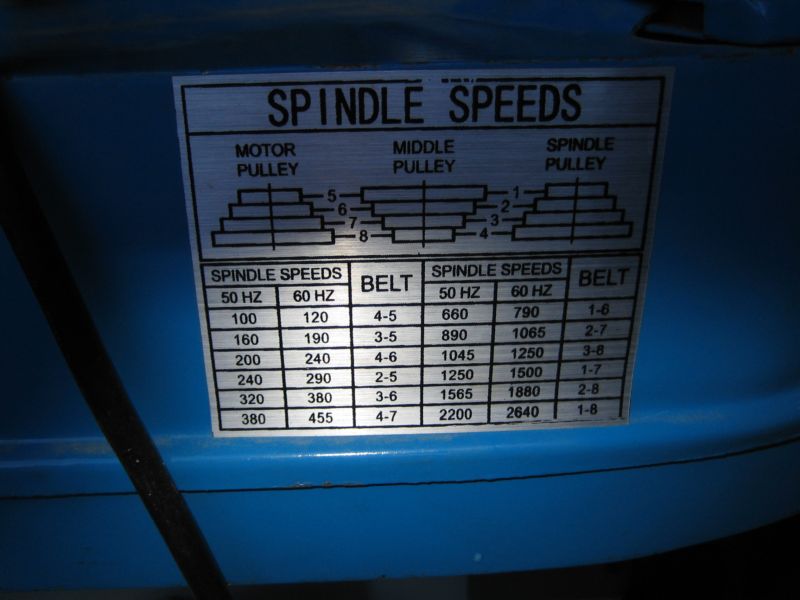 SPINDLE SPEEDS
MOTOR PULLEY MIDDLE PULLEY SPINDLE PULLEY
5 1
6 2
7 3
8 4
SPINDLE SPEEDS BELT SPINDLE SPEEDS BELT
50 HZ 60 HZ 50 HZ 60 HZ
100 120 4-5 660 790 1-6
160 190 3-5 890 1065 2-7
200 240 4-6 1045 1250 3-8
240 290 2-5 1250 1500 1-7
320 380 3-6 1565 1880 2-8
380 455 4-7 2200 2640 1-8